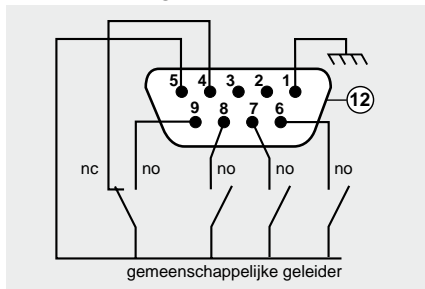 5 4 3 2 1
9 8 7 6
12
nc no no no no
gemeenschappelijke geleider